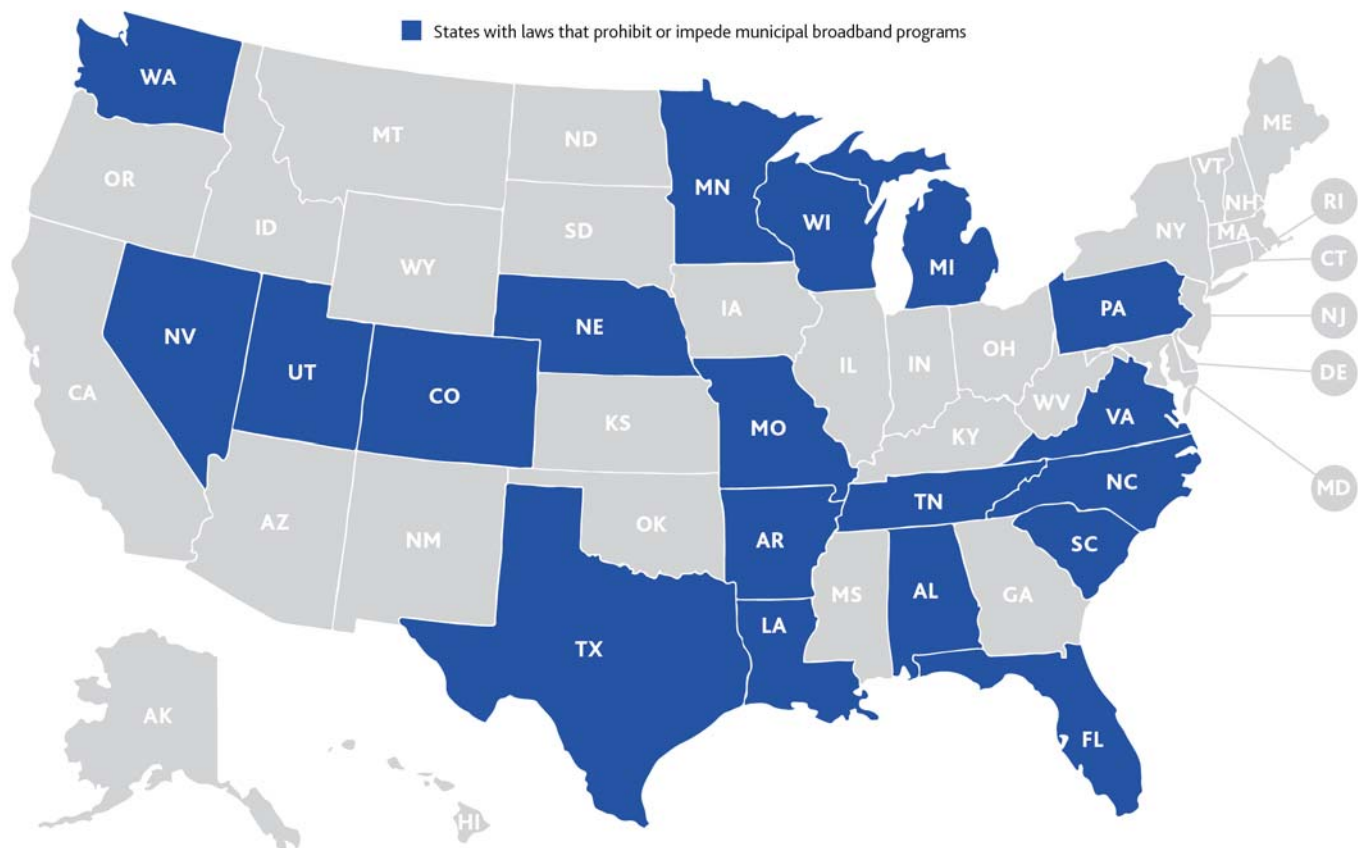 States with laws that prohibit or impede municipal broadband programs
WA
MT
ND
MN
ME
VT
OR
ID
SD
WI
NH
RI
NY
MA
WY
MI
CT
IA
PA
NJ
NV
NE
OH
UT
IL
IN
DE
CA
CO
WV
VA
KS
MO
KY
MD
NC
TN
AZ
OK
NM
AR
SC
MS
AL
GA
LA
TX
AK
FL
HI